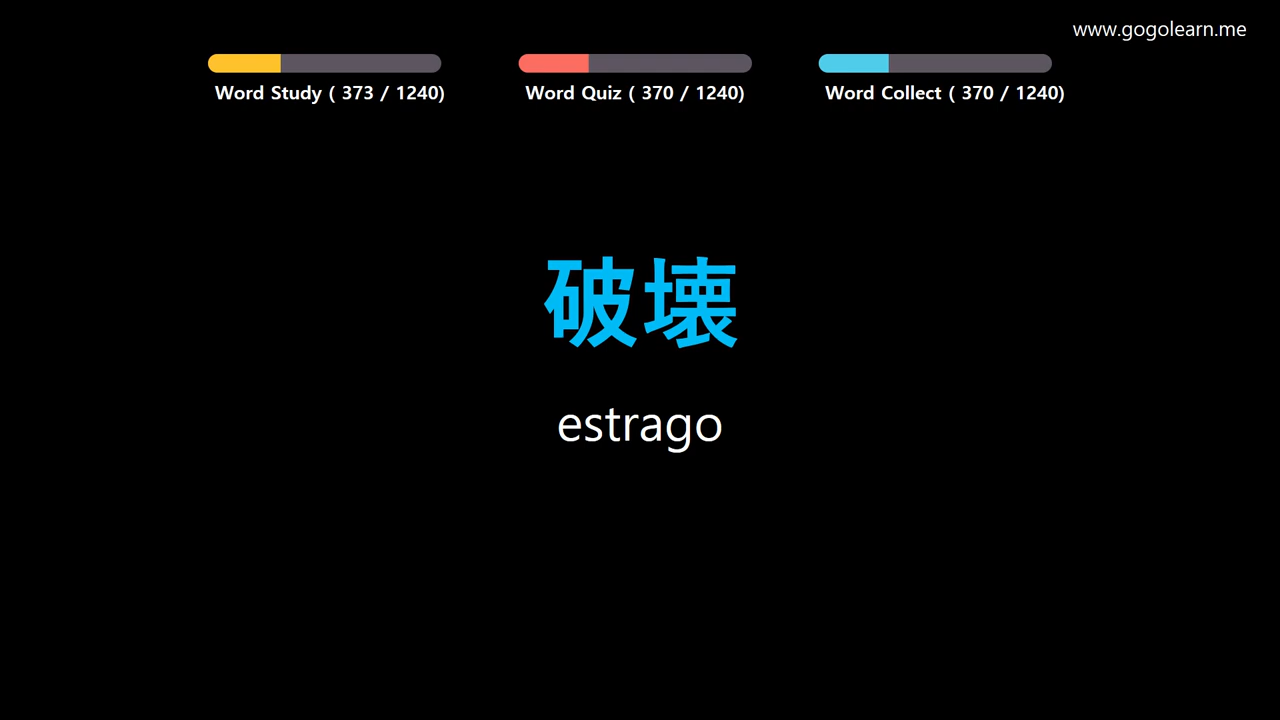 www.gogolearn.me
Word Study ( 373 / 1240)
Word Quiz ( 370 / 1240)
Word Collect ( 370 / 1240)
破壊
estrago